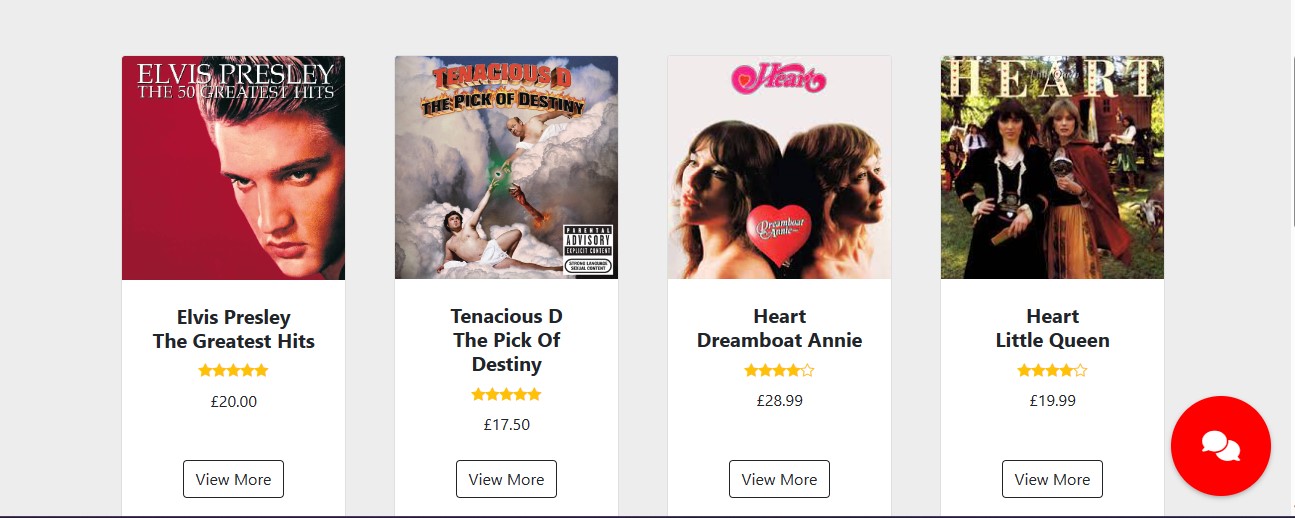 ELVIS PRESLEY
THE 50 GREATEST HITS
TENACIOUS D
THE PICK OF DESTINY
PARENTAL
ADVISORY
EXPLICIT CONTENT
STRONG LANGUAGE
SEXUAL CONTENT
Heart
Dreamboat
Annie
HEART
Little Queen
Elvis Presley
The Greatest Hits
£20.00
View More
Tenacious D
The Pick Of
Destiny
£17.50
View More
Heart
Dreamboat Annie
£28.99
View More
Heart
Little Queen
£19.99
View More